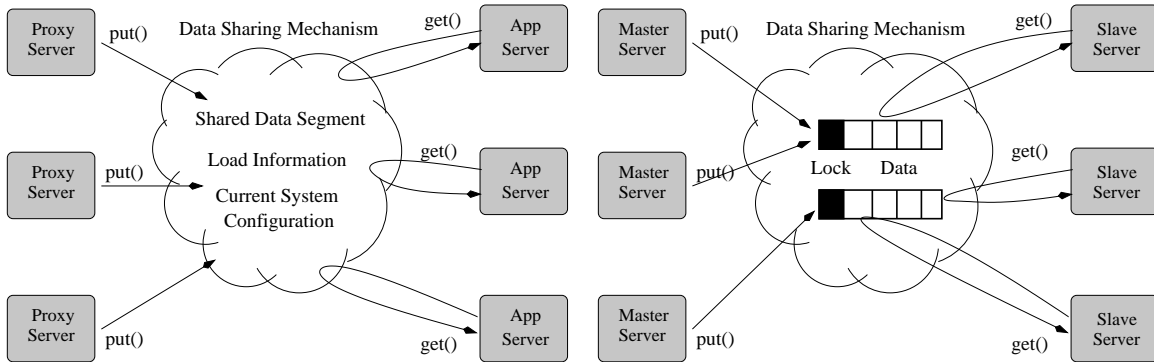 Proxy
Server
put()
Data Sharing Mechanism
get()
App
Server
Shared Data Segment
Load Information
Current System
Configuration
Proxy
Server
put()
get()
App
Server
Proxy
Server
put()
get()
App
Server
Master
Server
put()
Data Sharing Mechanism
get()
Slave
Server
Master
Server
put()
Lock
Data
get()
Slave
Server
Master
Server
put()
get()
Slave
Server